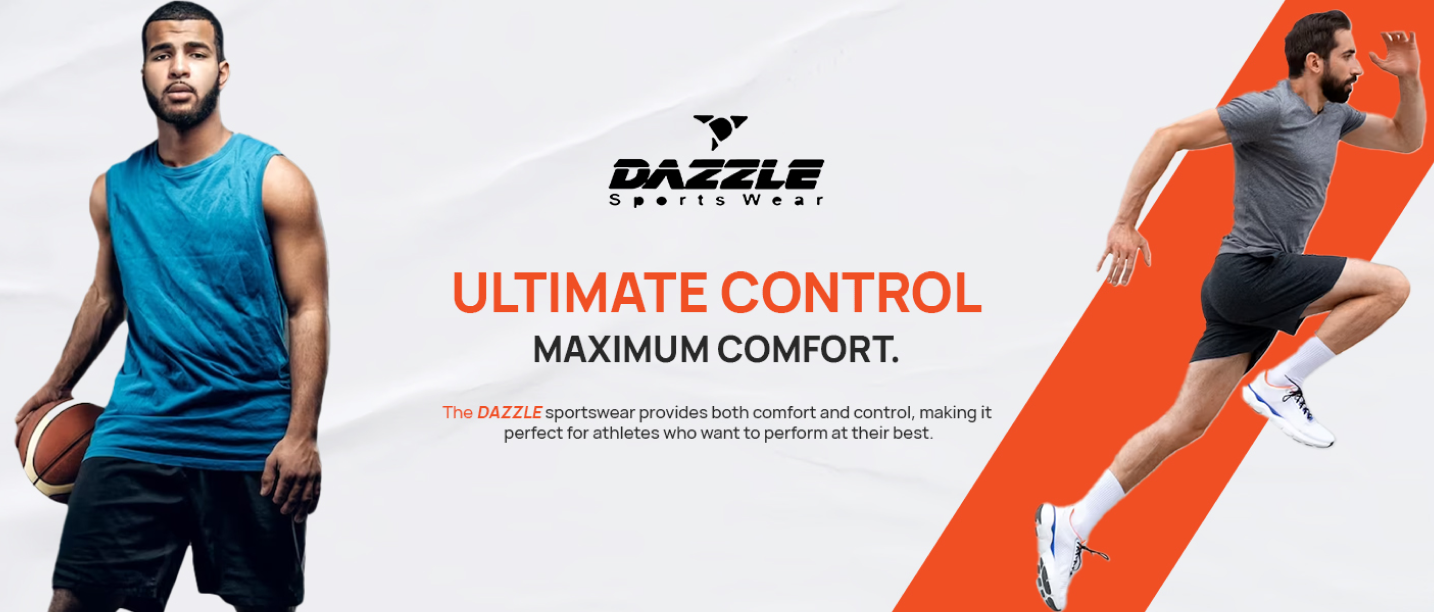 DAZZLE
Sports Wear
ULTIMATE CONTROL
MAXIMUM COMFORT.
The DAZZLE sportswear provides both comfort and control, making it
perfect for athletes who want to perform at their best.